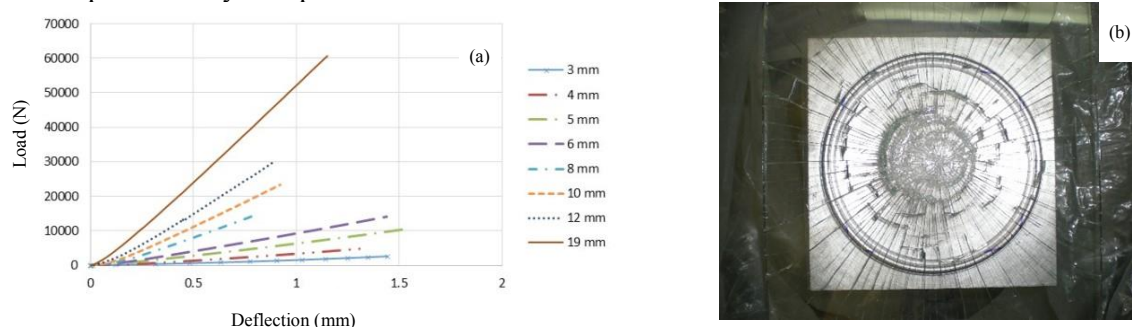 70000
60000
50000
40000
30000
20000
10000
0
Load (N)
0 0.5 1 1.5 2
Deflection (mm)
(a)
3 mm
4 mm
5 mm
6 mm
8 mm
10 mm
12 mm
19 mm
(b)